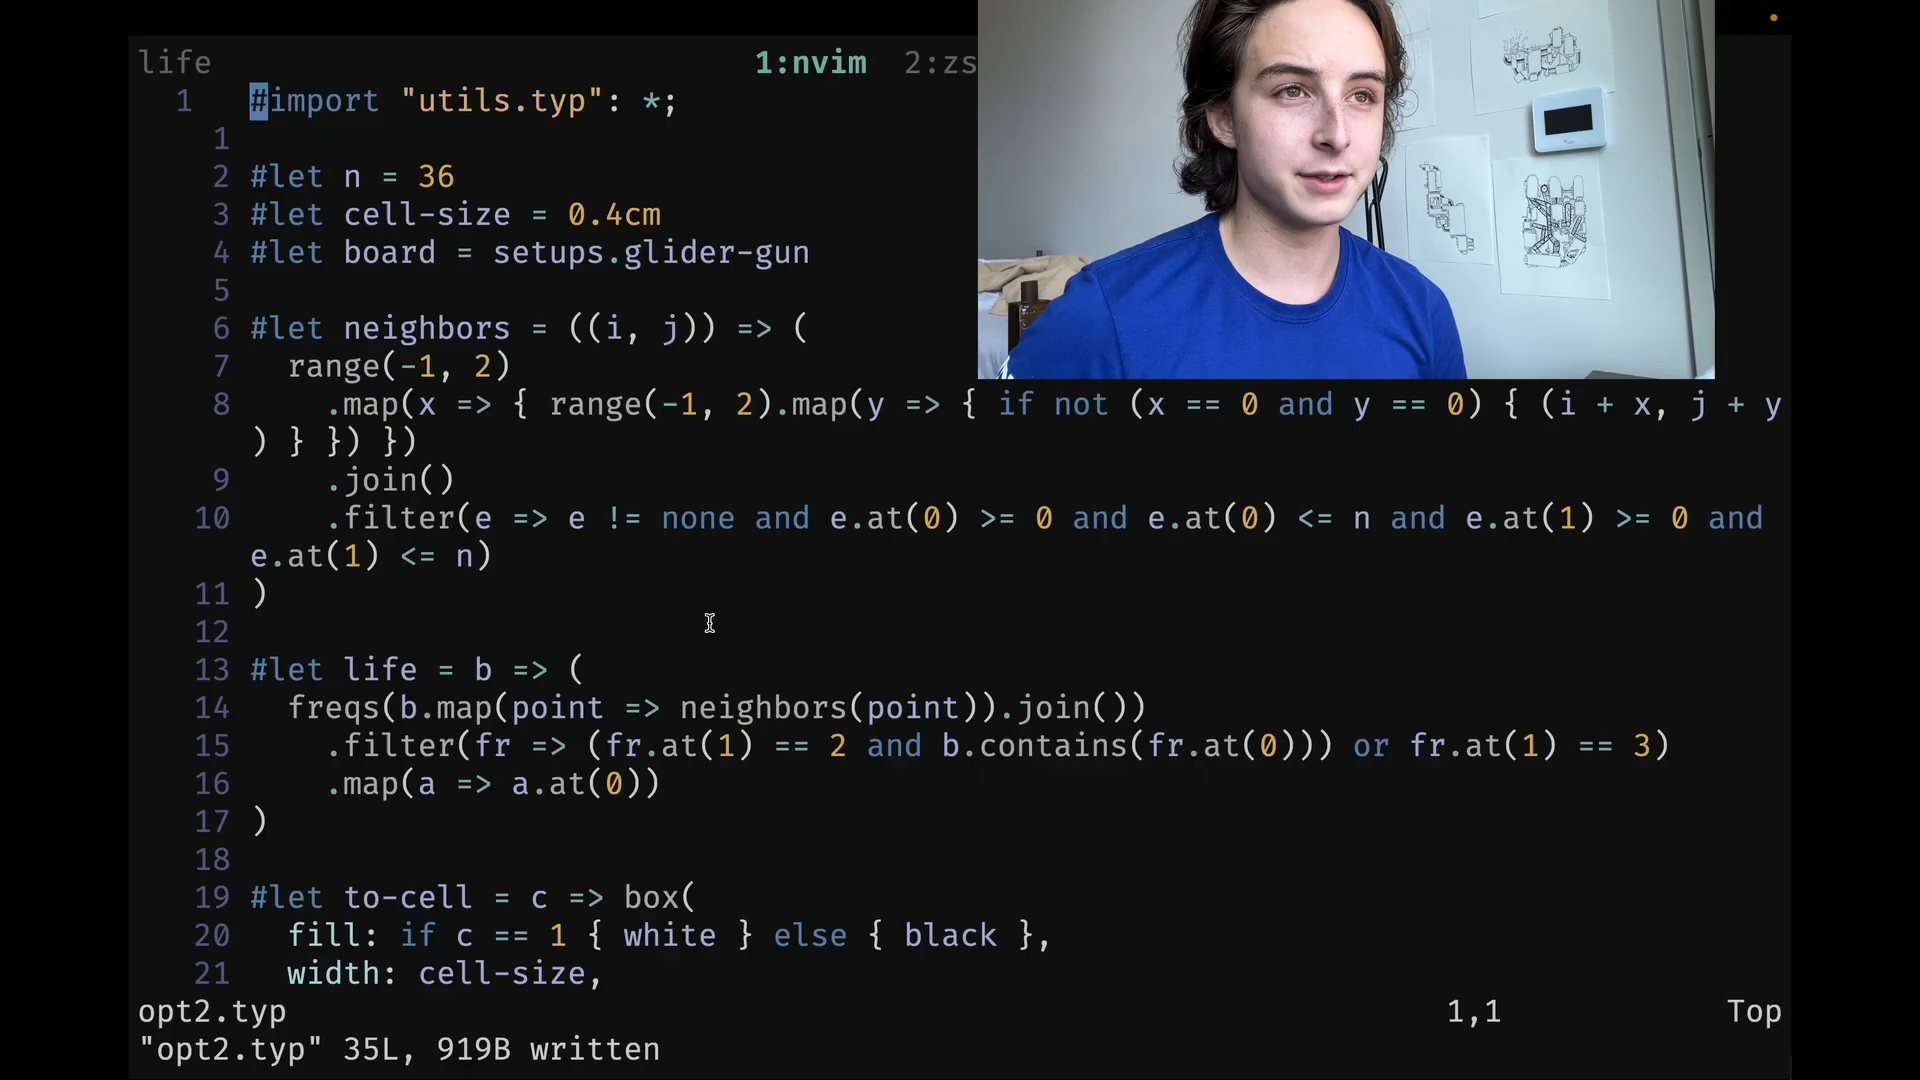 life 1:nvim 2:zs
1 #import "utils.typ": *;
1
2 #let n = 36
3 #let cell-size = 0.4cm
4 #let board = setups.glider-gun
5
6 #let neighbors = ((i, j)) => (
7 range(-1, 2)
8 .map(x => { range(-1, 2).map(y => { if not (x == 0 and y == 0) { (i + x, j + y
) } }) })
9 .join()
10 .filter(e => e != none and e.at(0) >= 0 and e.at(0) <= n and e.at(1) >= 0 and
e.at(1) <= n)
11 )
12
13 #let life = b => (
14 freqs(b.map(point => neighbors(point)).join())
15 .filter(fr => (fr.at(1) == 2 and b.contains(fr.at(0))) or fr.at(1) == 3)
16 .map(a => a.at(0))
17 )
18
19 #let to-cell = c => box(
20 fill: if c == 1 { white } else { black },
21 width: cell-size,
opt2.typ 1,1 Top
"opt2.typ" 35L, 919B written